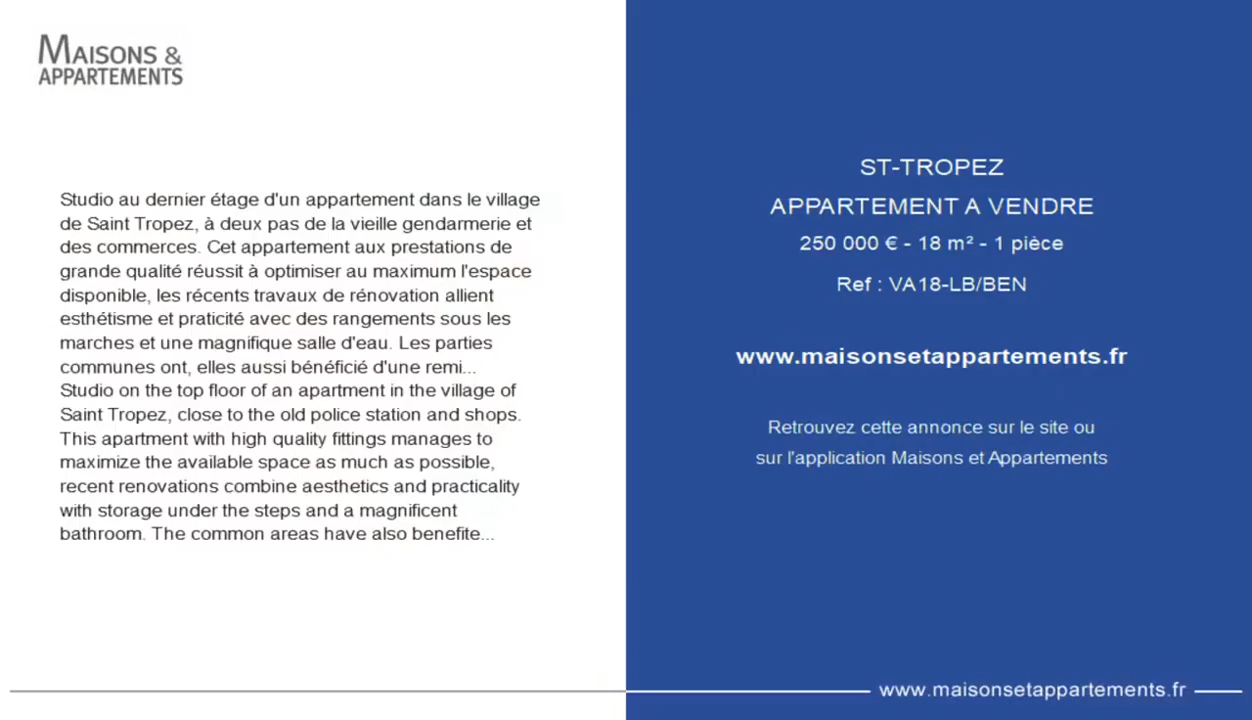 MAISONS &
APPARTEMENTS
Studio au dernier étage d'un appartement dans le village
de Saint Tropez, à deux pas de la vieille gendarmerie et
des commerces. Cet appartement aux prestations de
grande qualité réussit à optimiser au maximum l'espace
disponible, les récents travaux de rénovation allient
esthétisme et praticité avec des rangements sous les
marches et une magnifique salle d'eau. Les parties
communes ont, elles aussi bénéficié d'une remi...
Studio on the top floor of an apartment in the village of
Saint Tropez, close to the old police station and shops.
This apartment with high quality fittings manages to
maximize the available space as much as possible,
recent renovations combine aesthetics and practicality
with storage under the steps and a magnificent
bathroom. The common areas have also benefite...
ST-TROPEZ
APPARTEMENT A VENDRE
250 000 € - 18 m² - 1 pièce
Ref : VA18-LB/BEN
www.maisonsetappartements.fr
Retrouvez cette annonce sur le site ou
sur l'application Maisons et Appartements
www.maisonsetappartements.fr